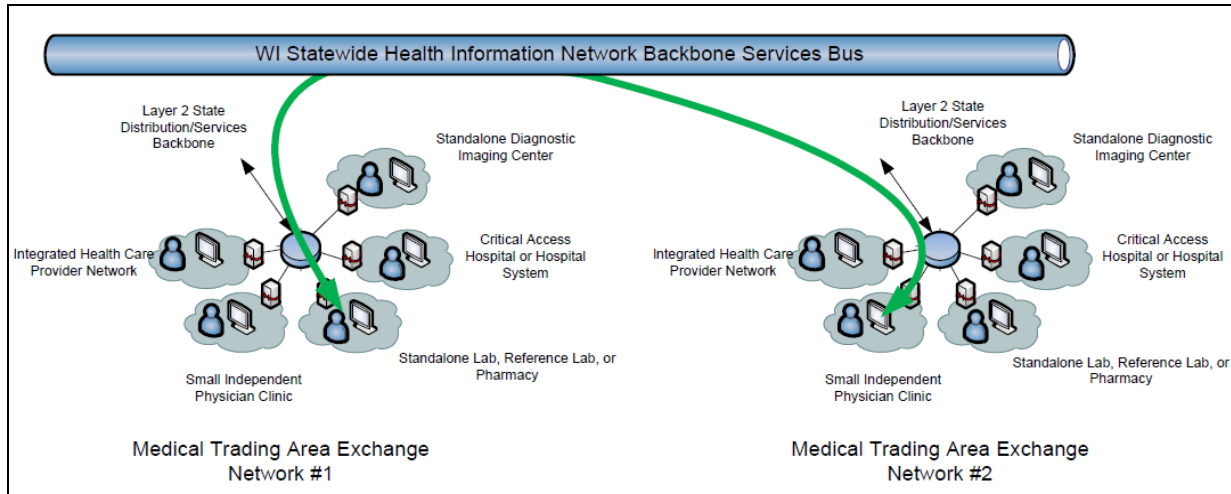 WI Statewide Health Information Network Backbone Services Bus
Layer 2 State
Distribution/Services
Backbone
Standalone Diagnostic
Imaging Center
Integrated Health Care
Provider Network
Critical Access
Hospital or Hospital
System
Small Independent
Physician Clinic
Standalone Lab, Reference Lab, or
Pharmacy
Medical Trading Area Exchange
Network #1
Layer 2 State
Distribution/Services
Backbone
Standalone Diagnostic
Imaging Center
Integrated Health Care
Provider Network
Critical Access
Hospital or Hospital
System
Small Independent
Physician Clinic
Standalone Lab, Reference Lab, or
Pharmacy
Medical Trading Area Exchange
Network #2